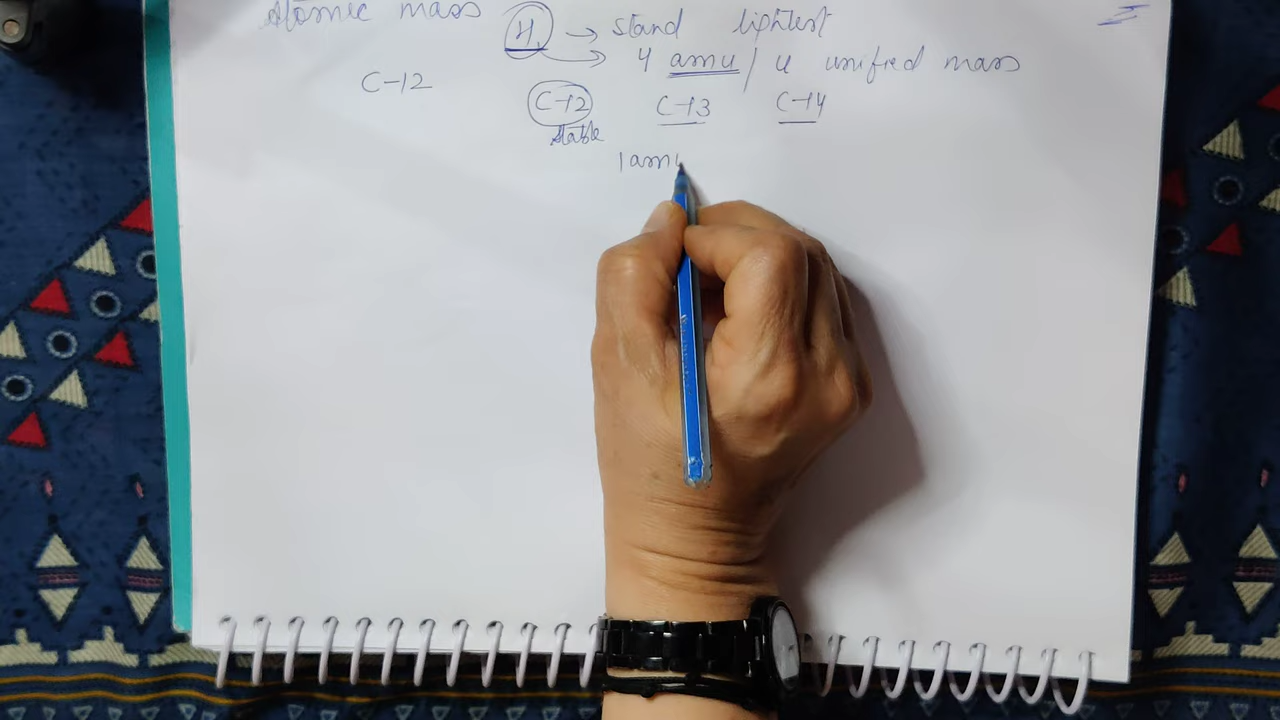 Atomic mass H, → stand lightest
→ 4 amu / u unified mass
C-12
C-12 C-13 C-14
stable
1 amu